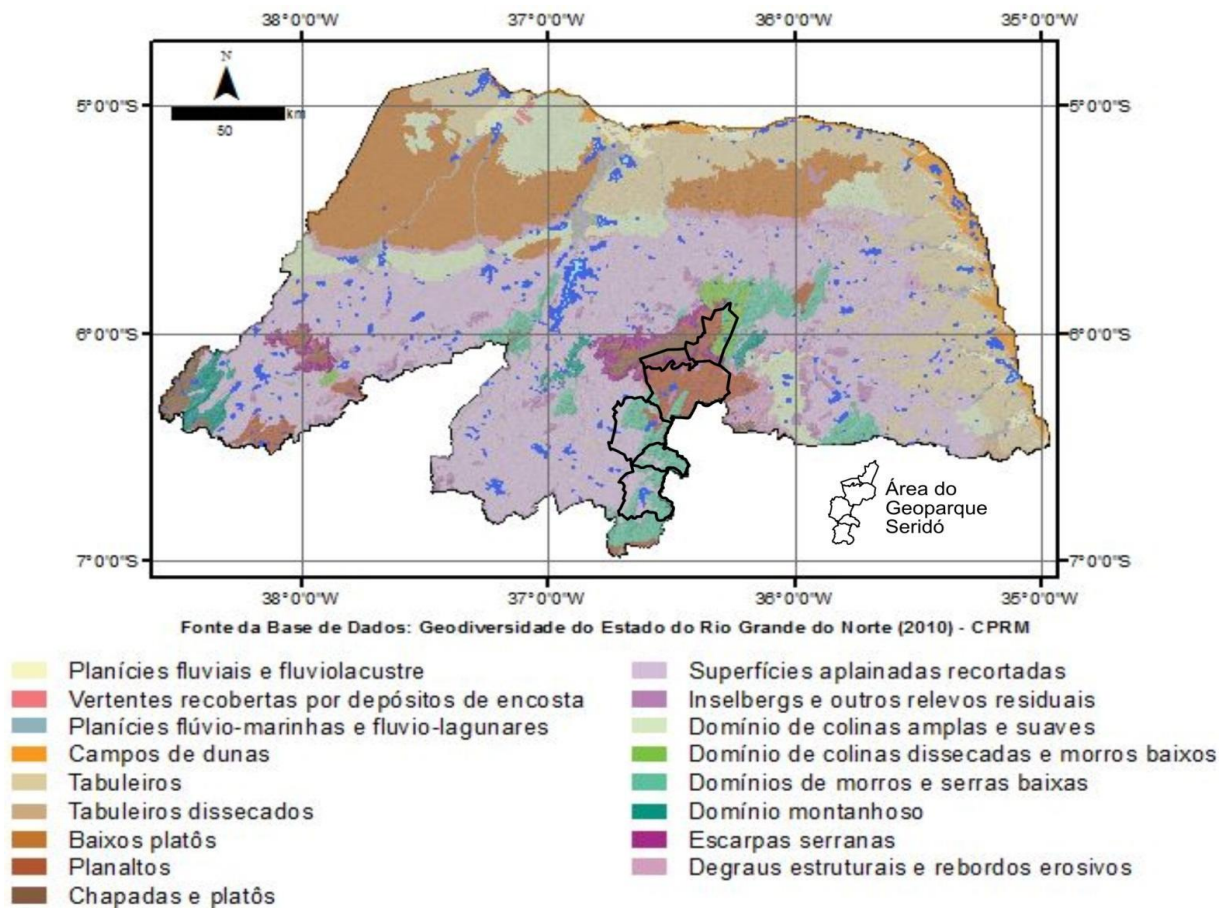 38°0'0"W 37°0'0"W 36°0'0"W 35°0'0"W
N
km
50
5°0'0"S 5°0'0"S
6°0'0"S 6°0'0"S
7°0'0"S 7°0'0"S
Área do
Geoparque
Seridó
38°0'0"W 37°0'0"W 36°0'0"W 35°0'0"W
Fonte da Base de Dados: Geodiversidade do Estado do Rio Grande do Norte (2010) - CPRM
Planícies fluviais e fluviolacustre
Vertentes recobertas por depósitos de encosta
Planícies flúvio-marinhas e fluvio-lagunares
Campos de dunas
Tabuleiros
Tabuleiros dissecados
Baixos platôs
Planaltos
Chapadas e platôs
Superfícies aplainadas recortadas
Inselbergs e outros relevos residuais
Domínio de colinas amplas e suaves
Domínio de colinas dissecadas e morros baixos
Domínios de morros e serras baixas
Domínio montanhoso
Escarpas serranas
Degraus estruturais e rebordos erosivos